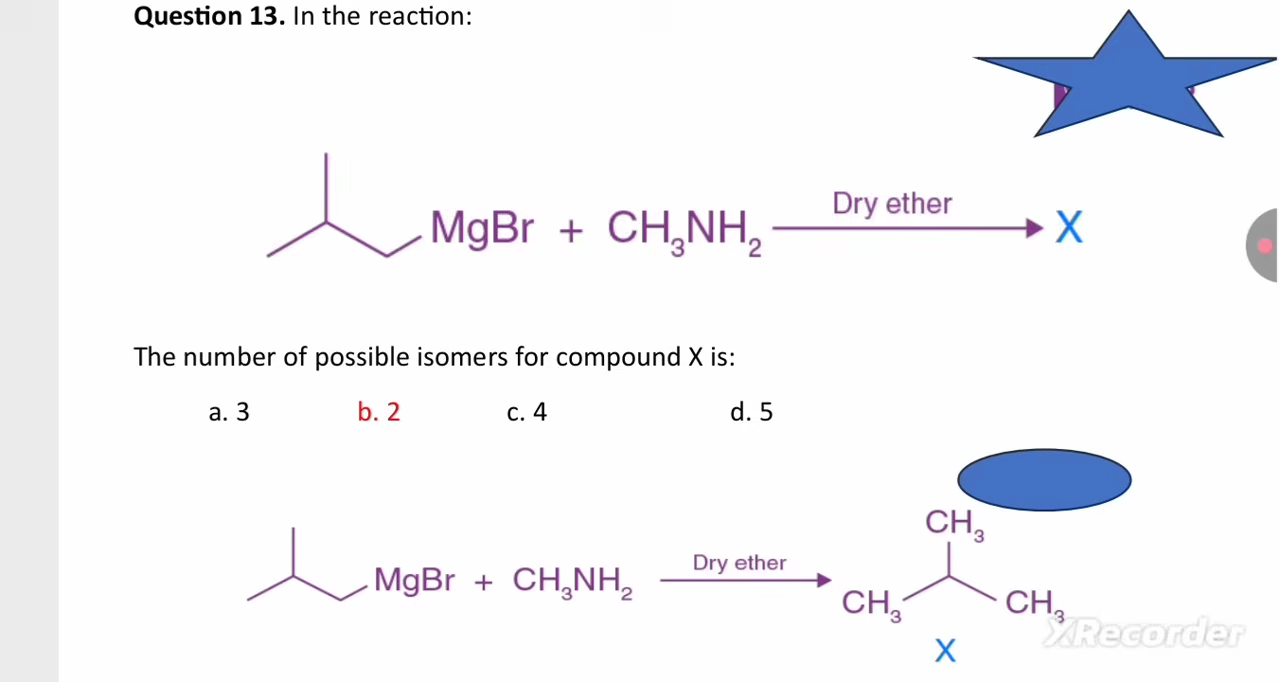 Question 13. In the reaction:
Dry ether
MgBr + CH₃NH₂ X
The number of possible isomers for compound X is:
a. 3 b. 2 c. 4 d. 5
CH₃
Dry ether
MgBr + CH₃NH₂
CH₃ CH₃
XRecorder
X